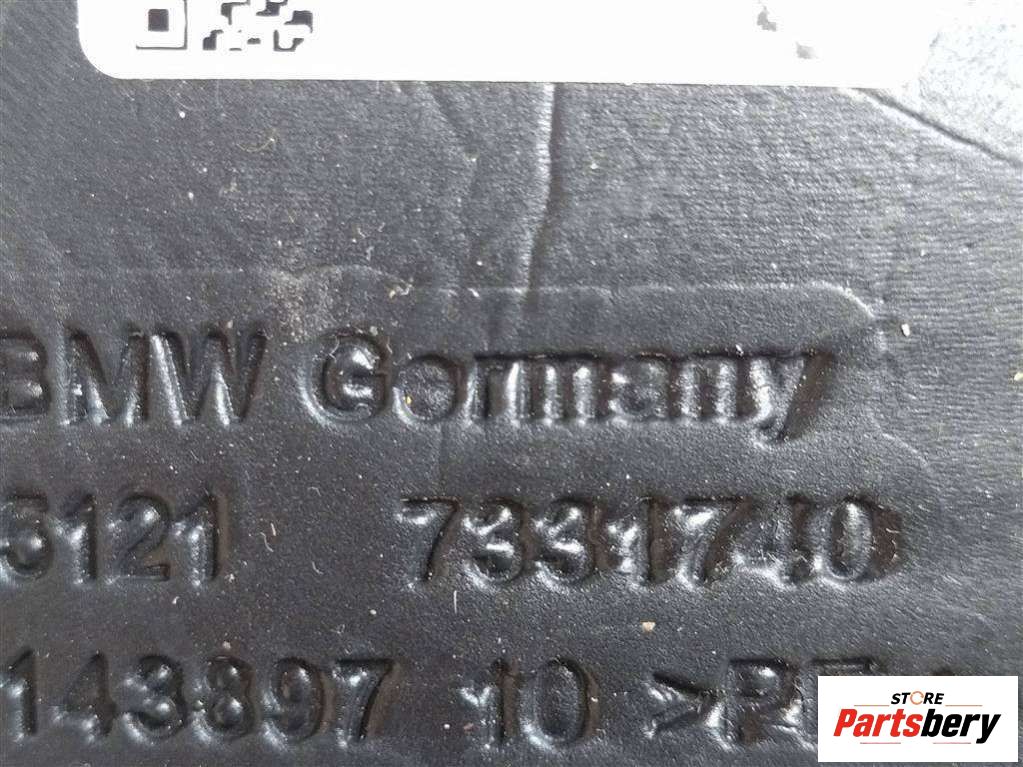 BMW Germany
5121 7331740
143897 10 >P
STORE
Partsbery